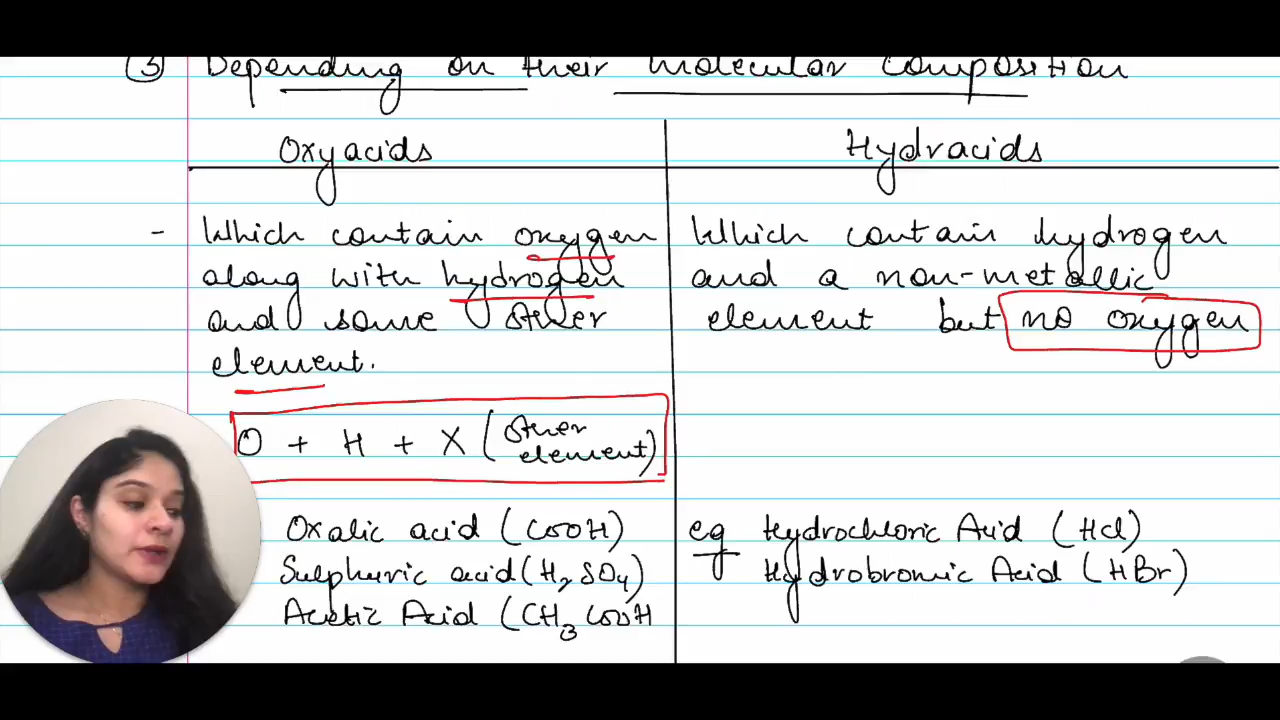 ③ Depending on their molecular composition
Oxyacids
- Which contain oxygen
along with hydrogen
and some other
element.
O + H + X (other
element)
Oxalic acid (COOH)
Sulphuric acid (H₂SO₄)
Acetic Acid (CH₃COOH
Hydracids
Which contain hydrogen
and a non-metallic
element but no oxygen
eg Hydrochloric Acid (HCl)
Hydrobromic Acid (HBr)